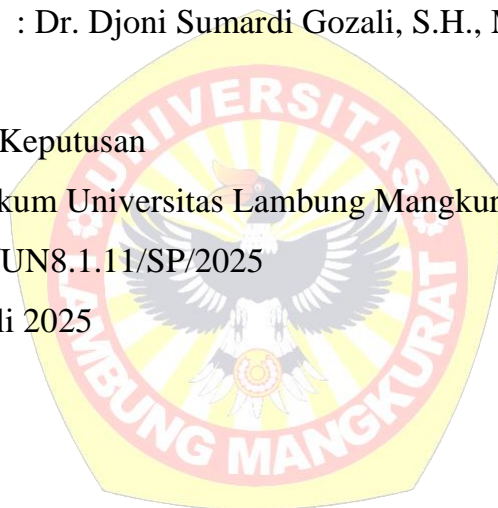 : Dr. Djoni Sumardi Gozali, S.H., M
Keputusan
kum Universitas Lambung Mangkur
UN8.1.11/SP/2025
li 2025
UNIVERSITAS
LAMBUNG MANGKURAT